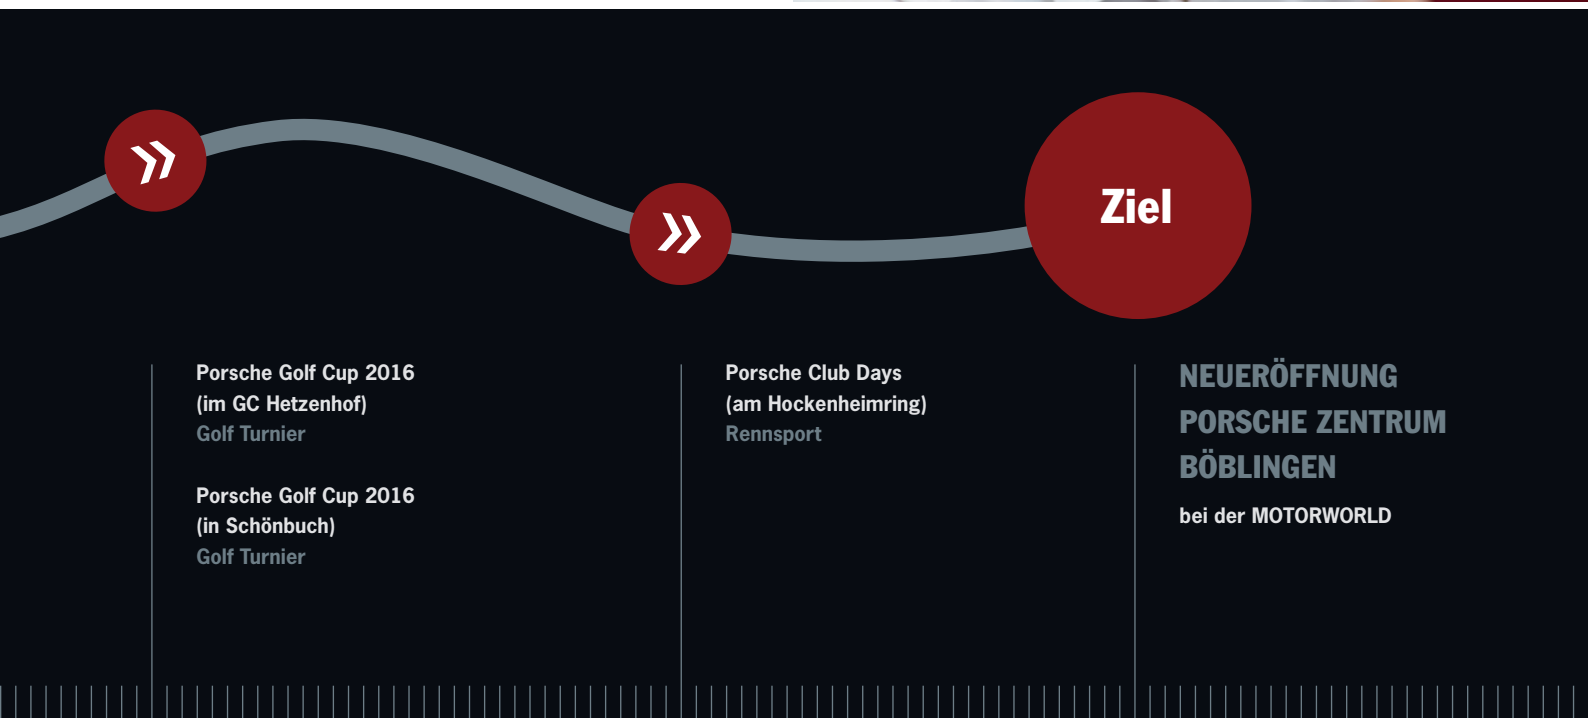 Ziel
Porsche Golf Cup 2016
(im GC Hetzenhof)
Golf Turnier
Porsche Golf Cup 2016
(in Schönbuch)
Golf Turnier
Porsche Club Days
(am Hockenheimring)
Rennsport
NEUERÖFFNUNG
PORSCHE ZENTRUM
BÖBLINGEN
bei der MOTORWORLD